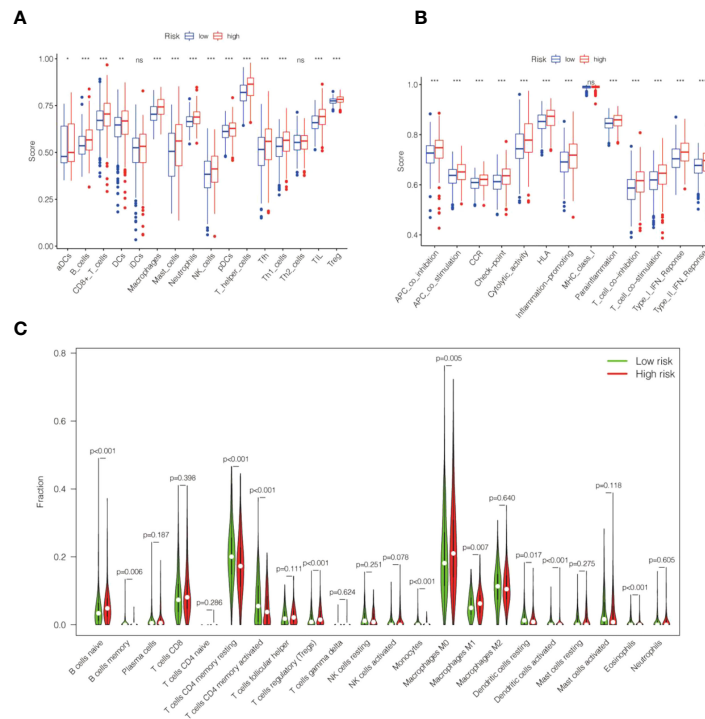 A
Risk low high
* *** *** ** ns *** *** *** *** *** *** *** *** ns *** ***
1.00
0.75
0.50
0.25
0.00
Score
aDCs
B_cells
CD8+_T_cells
DCs
iDCs
Macrophages
Mast_cells
Neutrophils
NK_cells
pDCs
T_helper_cells
Tfh
Th1_cells
Th2_cells
TIL
Treg
B
Risk low high
*** *** *** *** *** *** *** ns *** *** *** *** ***
1.0
0.8
0.6
0.4
Score
APC_co_inhibition
APC_co_stimulation
CCR
Check-point
Cytolytic_activity
HLA
Inflammation-promoting
MHC_class_I
Parainflammation
T_cell_co-inhibition
T_cell_co-stimulation
Type_I_IFN_Reponse
Type_II_IFN_Reponse
C
Low risk
High risk
0.8
0.6
0.4
0.2
0.0
Fraction
p<0.001
p=0.006
p=0.187
p=0.398
p=0.286
p<0.001
p<0.001
p=0.111
p<0.001
p=0.624
p=0.251
p=0.078
p<0.001
p=0.005
p=0.007
p=0.640
p=0.017
p<0.001
p=0.275
p=0.118
p<0.001
p=0.605
B cells naive
B cells memory
Plasma cells
T cells CD8
T cells CD4 naive
T cells CD4 memory resting
T cells CD4 memory activated
T cells follicular helper
T cells regulatory (Tregs)
T cells gamma delta
NK cells resting
NK cells activated
Monocytes
Macrophages M0
Macrophages M1
Macrophages M2
Dendritic cells resting
Dendritic cells activated
Mast cells resting
Mast cells activated
Eosinophils
Neutrophils